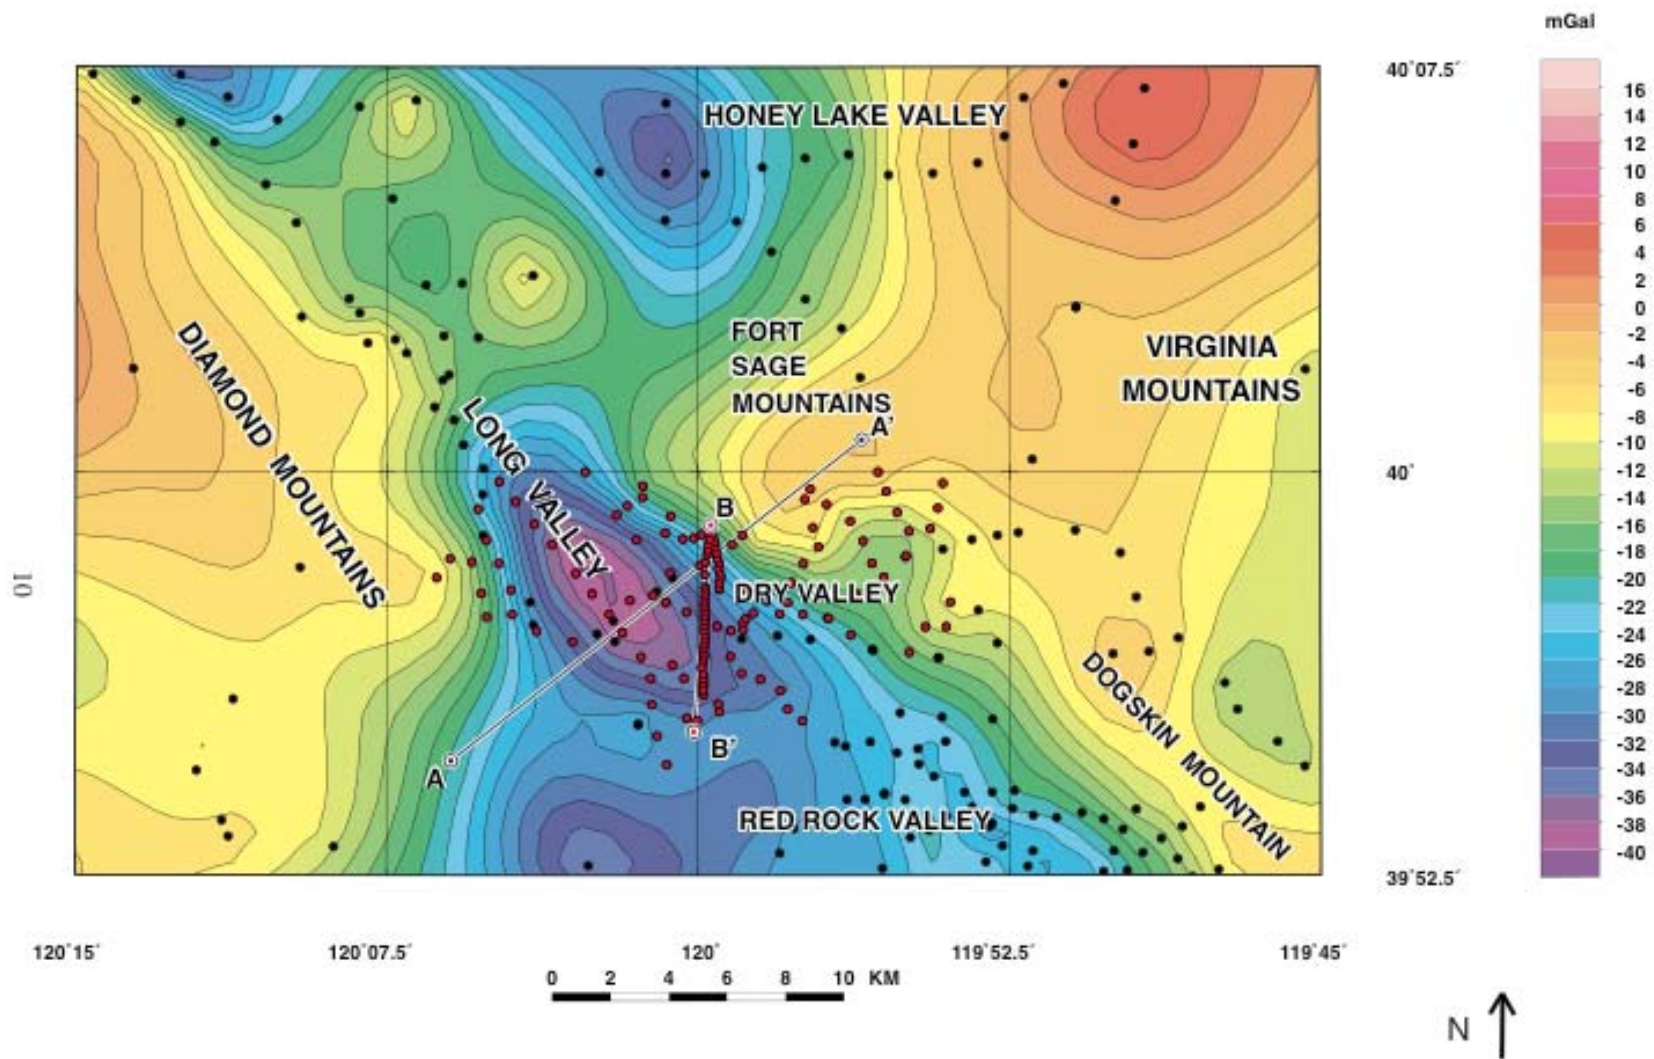 mGal
40°07.5´
HONEY LAKE VALLEY
16
14
12
10
8
6
4
2
0
-2
-4
-6
-8
-10
-12
-14
-16
-18
-20
-22
-24
-26
-28
-30
-32
-34
-36
-38
-40
FORT
SAGE
MOUNTAINS
VIRGINIA
MOUNTAINS
DIAMOND MOUNTAINS
LONG VALLEY
A'
40°
B
10
DRY VALLEY
DOGSKIN MOUNTAIN
B'
A
RED ROCK VALLEY
39°52.5´
120°15´
120°07.5´
120°
119°52.5´
119°45´
0 2 4 6 8 10 KM
N